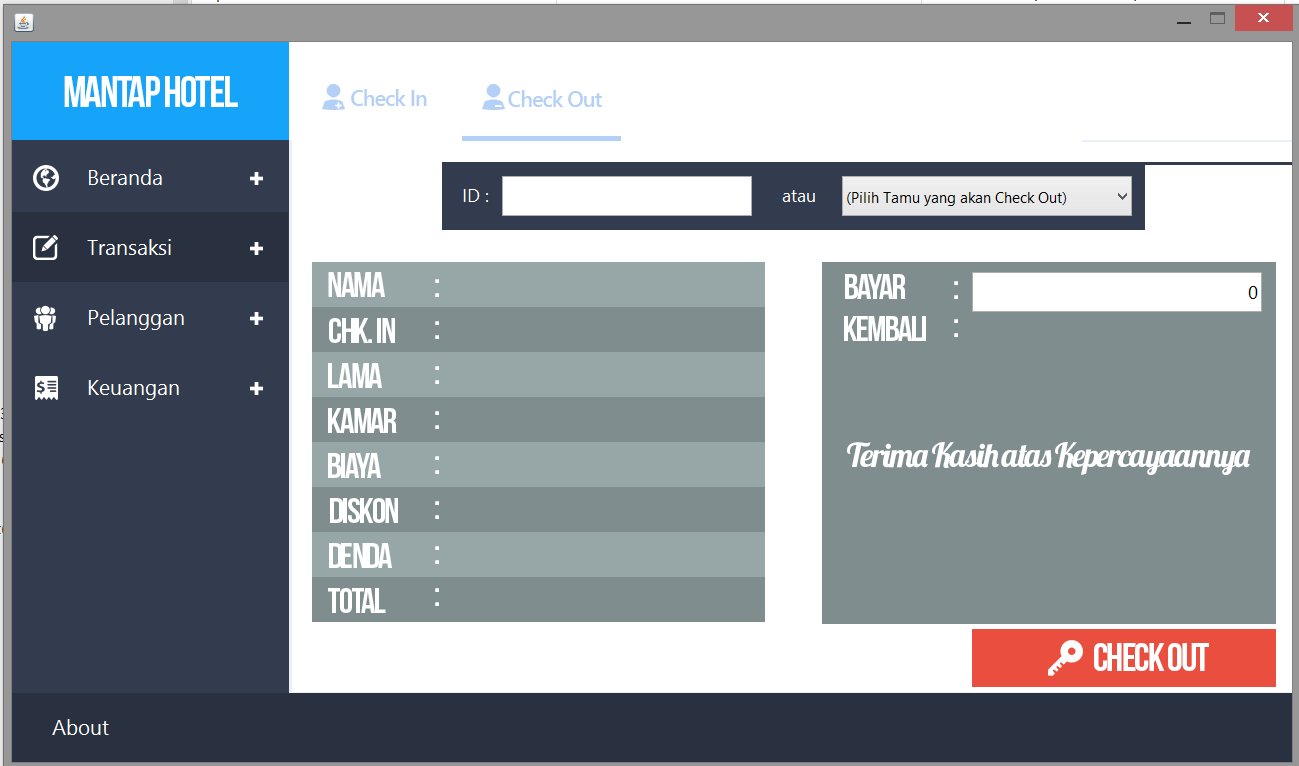 MANTAP HOTEL
Check In
Check Out
Beranda
Transaksi
Pelanggan
Keuangan
ID :
atau
(Pilih Tamu yang akan Check Out)
NAMA :
CHK. IN :
LAMA :
KAMAR :
BIAYA :
DISKON :
DENDA :
TOTAL :
BAYAR : 0
KEMBALI :
Terima Kasih atas Kepercayaannya
CHECK OUT
About